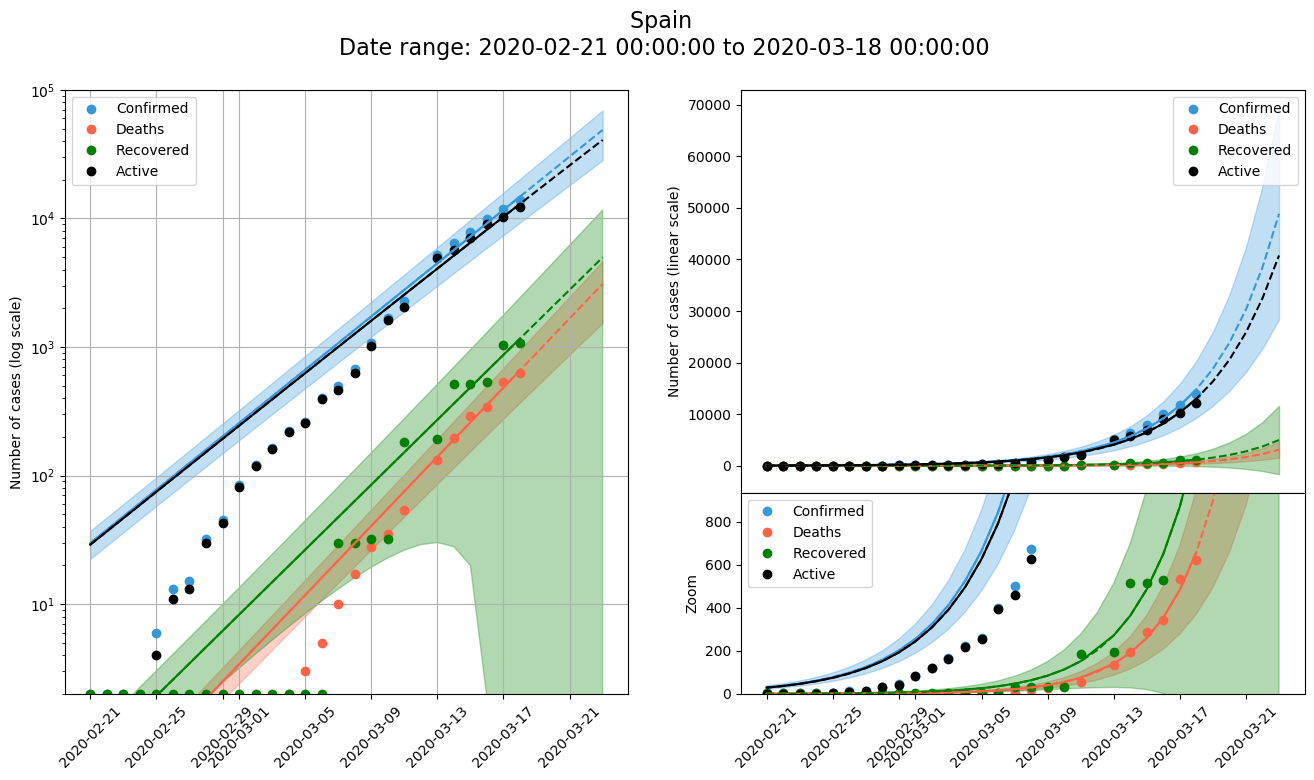 Spain
Date range: 2020-02-21 00:00:00 to 2020-03-18 00:00:00
Number of cases (log scale)
10^5
10^4
10^3
10^2
10^1
Confirmed
Deaths
Recovered
Active
2020-02-21
2020-02-25
2020-02-29
2020-03-01
2020-03-05
2020-03-09
2020-03-13
2020-03-17
2020-03-21
Number of cases (linear scale)
70000
60000
50000
40000
30000
20000
10000
0
Confirmed
Deaths
Recovered
Active
Zoom
800
600
400
200
0
Confirmed
Deaths
Recovered
Active
2020-02-21
2020-02-25
2020-02-29
2020-03-01
2020-03-05
2020-03-09
2020-03-13
2020-03-17
2020-03-21